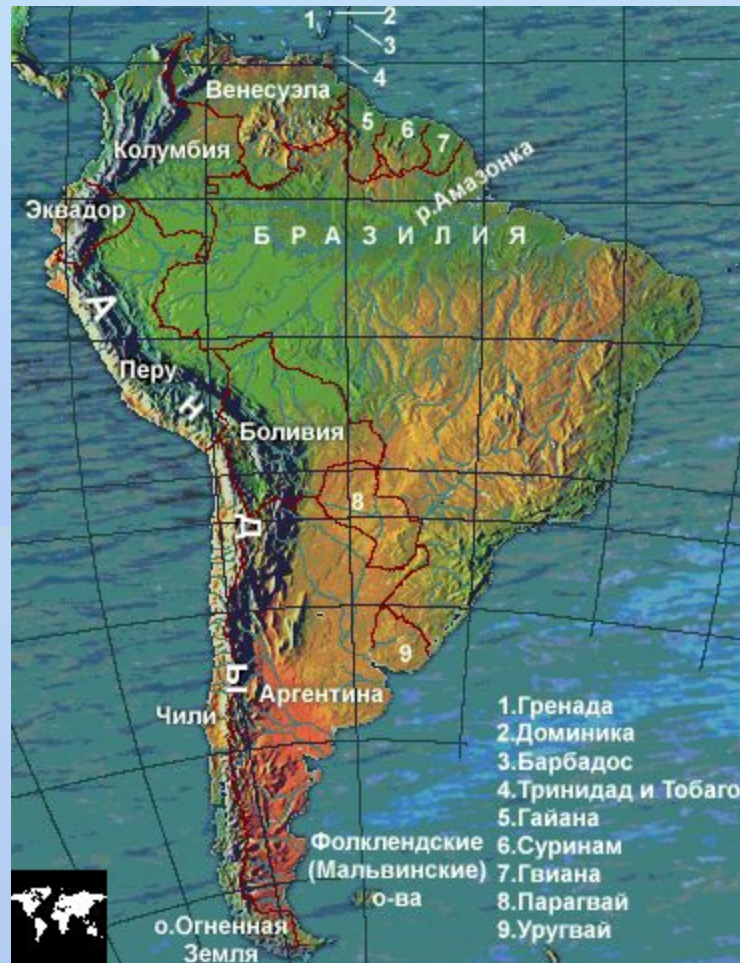 1
2
3
4
Венесуэла
5
6
7
Колумбия
р.Амазонка
Эквадор
БРАЗИЛИЯ
АНДЫ
Перу
Боливия
8
9
Аргентина
Чили
1.Гренада
2.Доминика
3.Барбадос
4.Тринидад и Тобаго
5.Гайана
6.Суринам
7.Гвиана
8.Парагвай
9.Уругвай
Фолклендские
(Мальвинские)
о-ва
о.Огненная
Земля